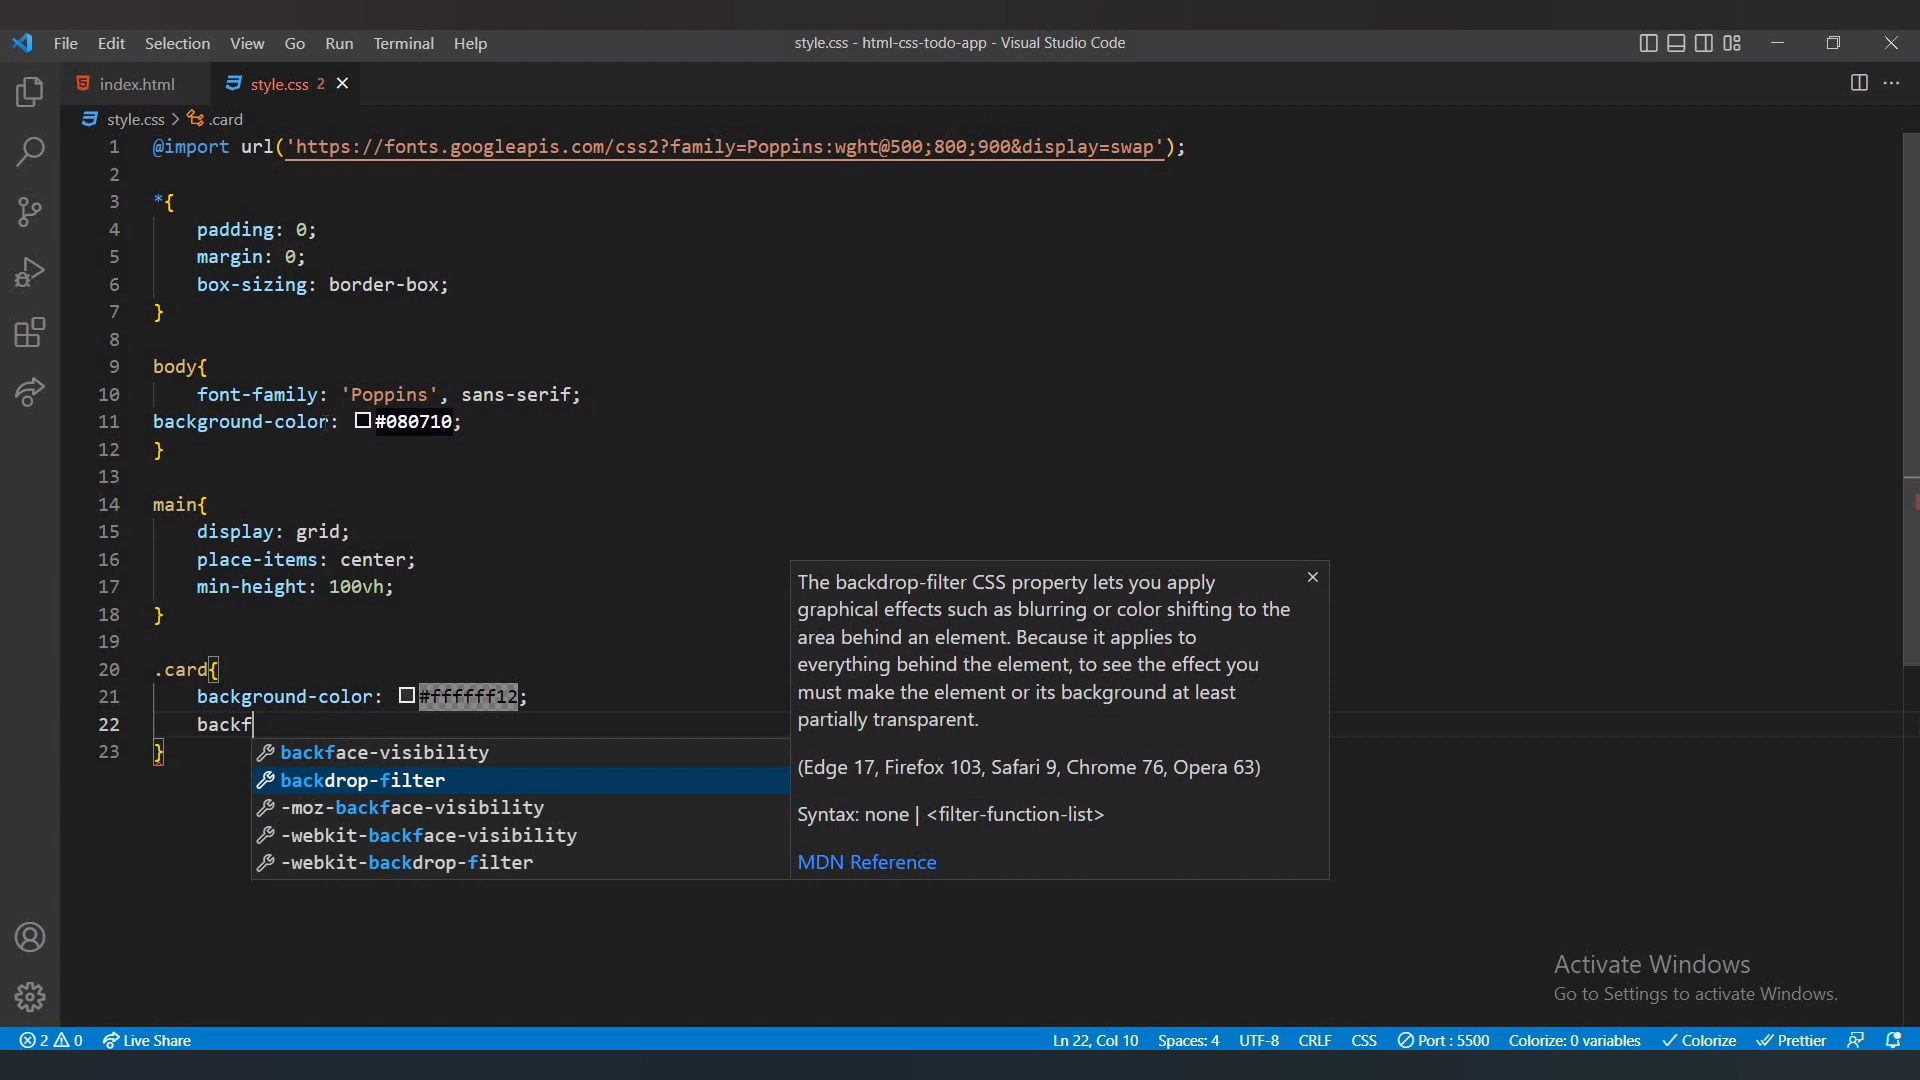 File Edit Selection View Go Run Terminal Help
style.css - html-css-todo-app - Visual Studio Code
index.html
style.css 2
style.css > .card
1 @import url('https://fonts.googleapis.com/css2?family=Poppins:wght@500;800;900&display=swap');
2
3 *{
4 padding: 0;
5 margin: 0;
6 box-sizing: border-box;
7 }
8
9 body{
10 font-family: 'Poppins', sans-serif;
11 background-color: #080710;
12 }
13
14 main{
15 display: grid;
16 place-items: center;
17 min-height: 100vh;
18 }
19
20 .card{
21 background-color: #ffffff12;
22 backf
23 }
backface-visibility
backdrop-filter
-moz-backface-visibility
-webkit-backface-visibility
-webkit-backdrop-filter
The backdrop-filter CSS property lets you apply
graphical effects such as blurring or color shifting to the
area behind an element. Because it applies to
everything behind the element, to see the effect you
must make the element or its background at least
partially transparent.
(Edge 17, Firefox 103, Safari 9, Chrome 76, Opera 63)
Syntax: none | <filter-function-list>
MDN Reference
Activate Windows
Go to Settings to activate Windows.
2 0 Live Share
Ln 22, Col 10 Spaces: 4 UTF-8 CRLF CSS Port : 5500 Colorize: 0 variables Colorize Prettier